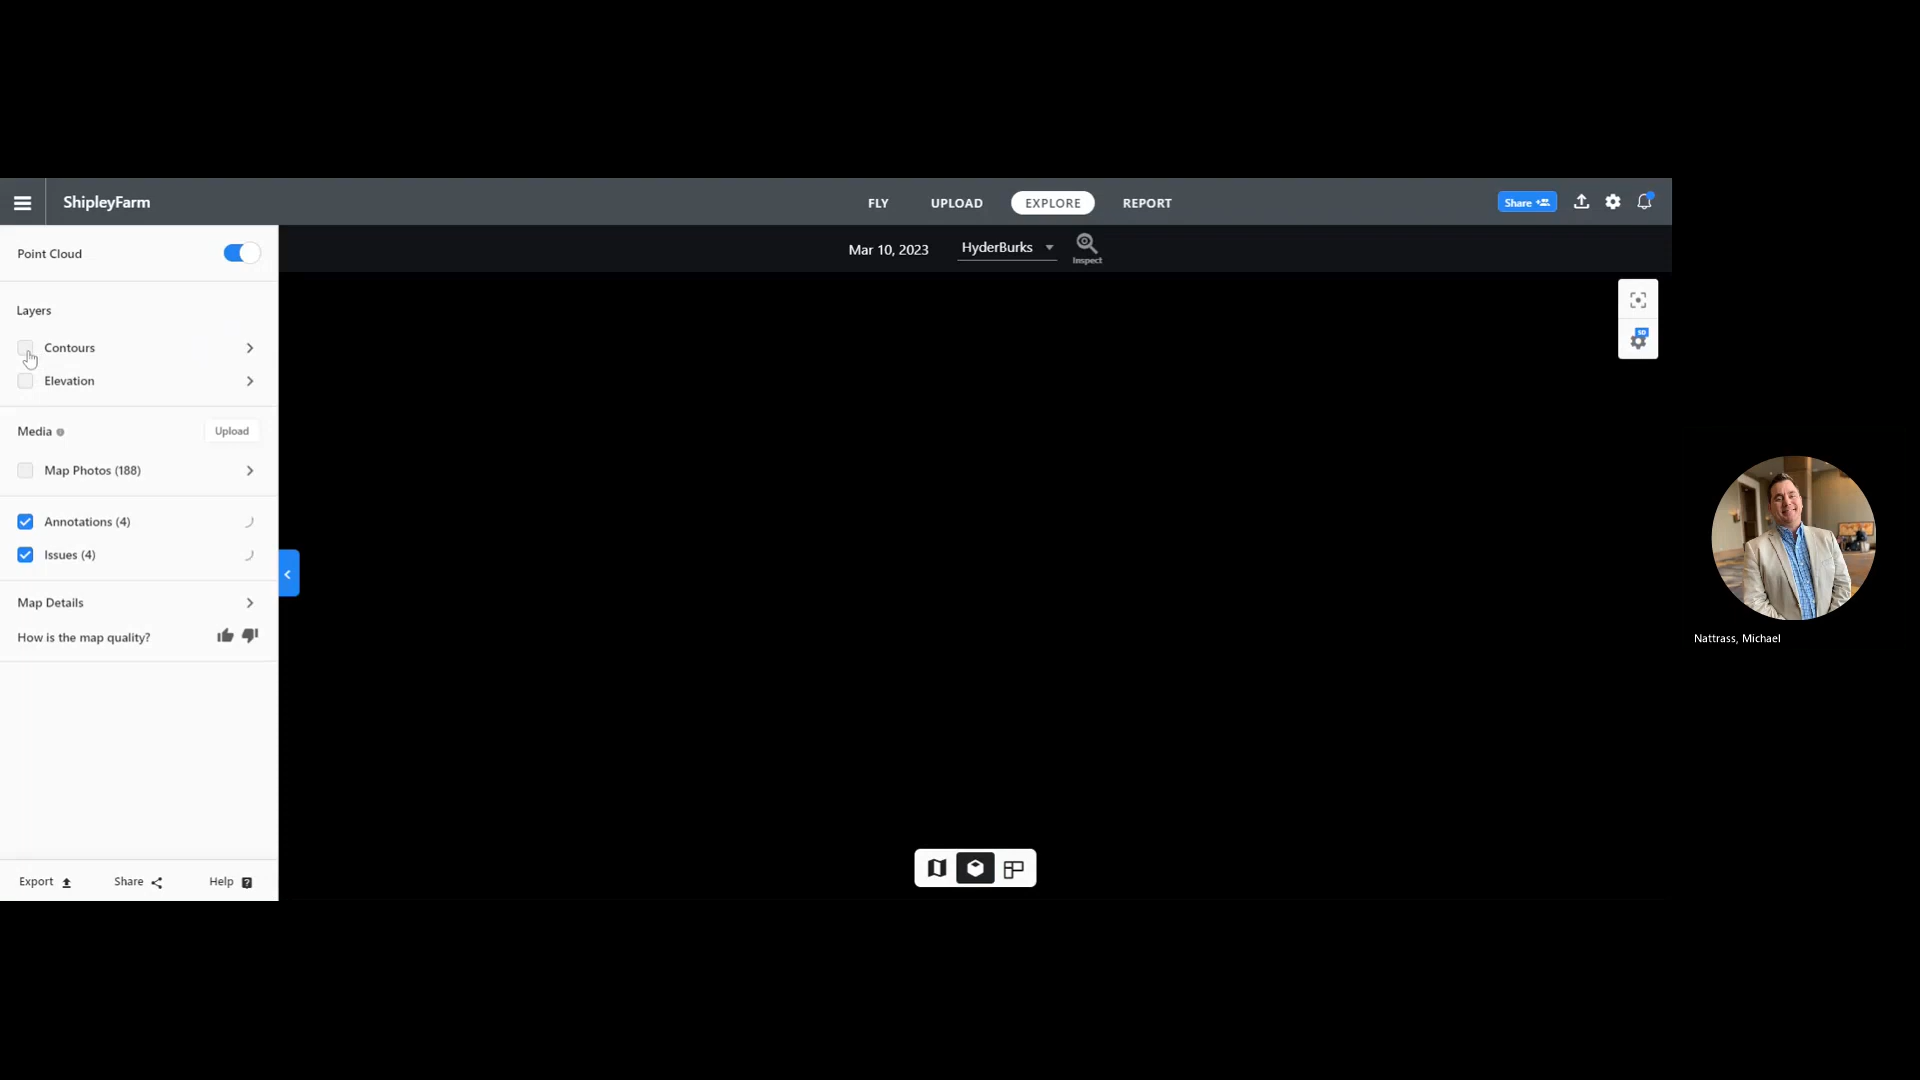 ShipleyFarm
FLY
UPLOAD
EXPLORE
REPORT
Share
Point Cloud
Mar 10, 2023
HyderBurks
Inspect
Layers
Contours
Elevation
SD
Media
Upload
Map Photos (188)
Annotations (4)
Issues (4)
Map Details
How is the map quality?
Nattrass, Michael
Export
Share
Help